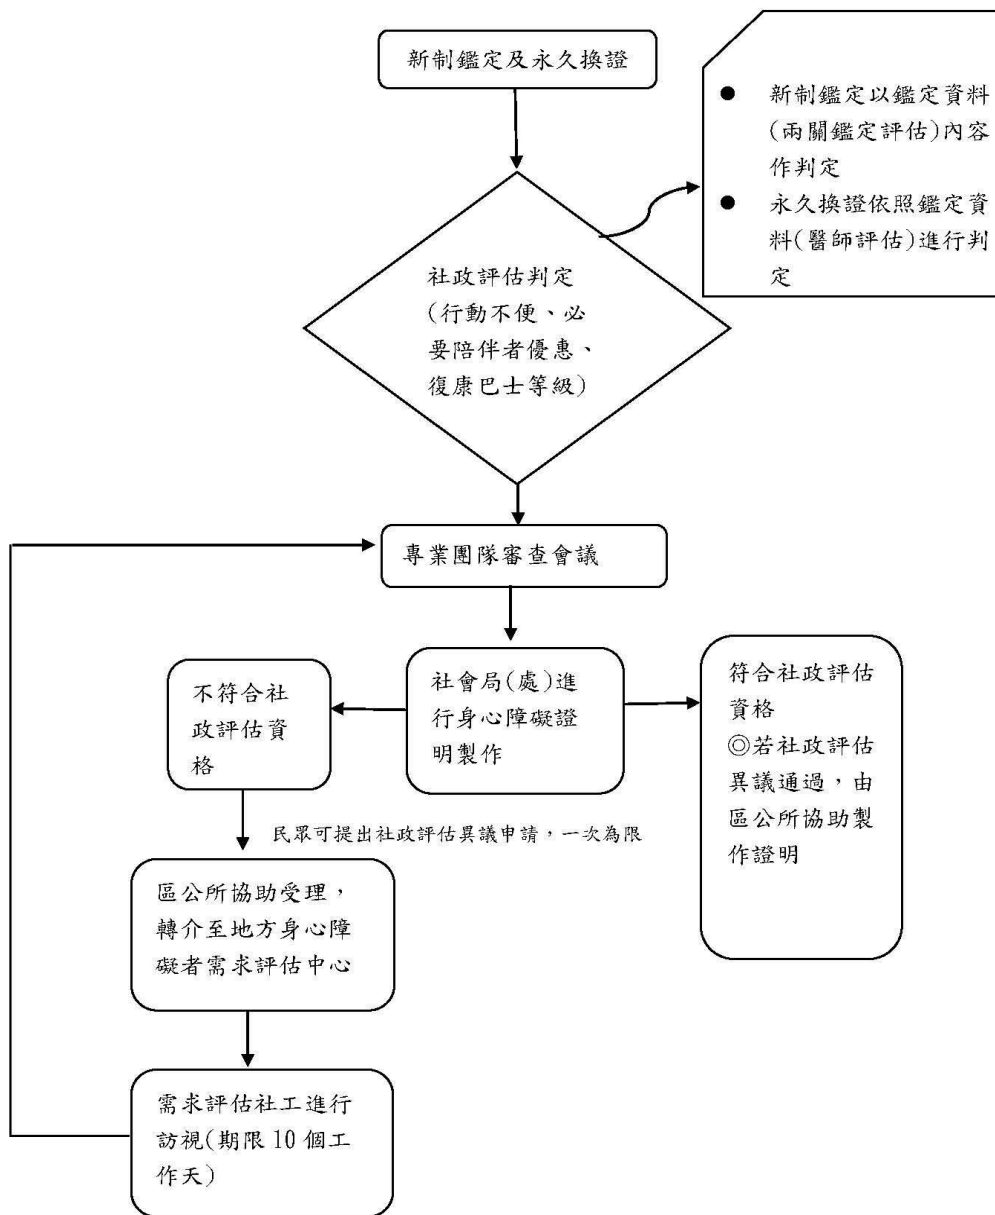 新制鑑定及永久換證
● 新制鑑定以鑑定資料
(兩關鑑定評估)內容
作判定
● 永久換證依照鑑定資
料(醫師評估)進行判
定
社政評估判定
(行動不便、必
要陪伴者優惠、
復康巴士等級)
專業團隊審查會議
社會局(處)進
行身心障礙證
明製作
不符合社
政評估資
格
符合社政評估
資格
◎若社政評估
異議通過，由
區公所協助製
作證明
民眾可提出社政評估異議申請，一次為限
區公所協助受理，
轉介至地方身心障
礙者需求評估中心
需求評估社工進行
訪視(期限 10 個工
作天)